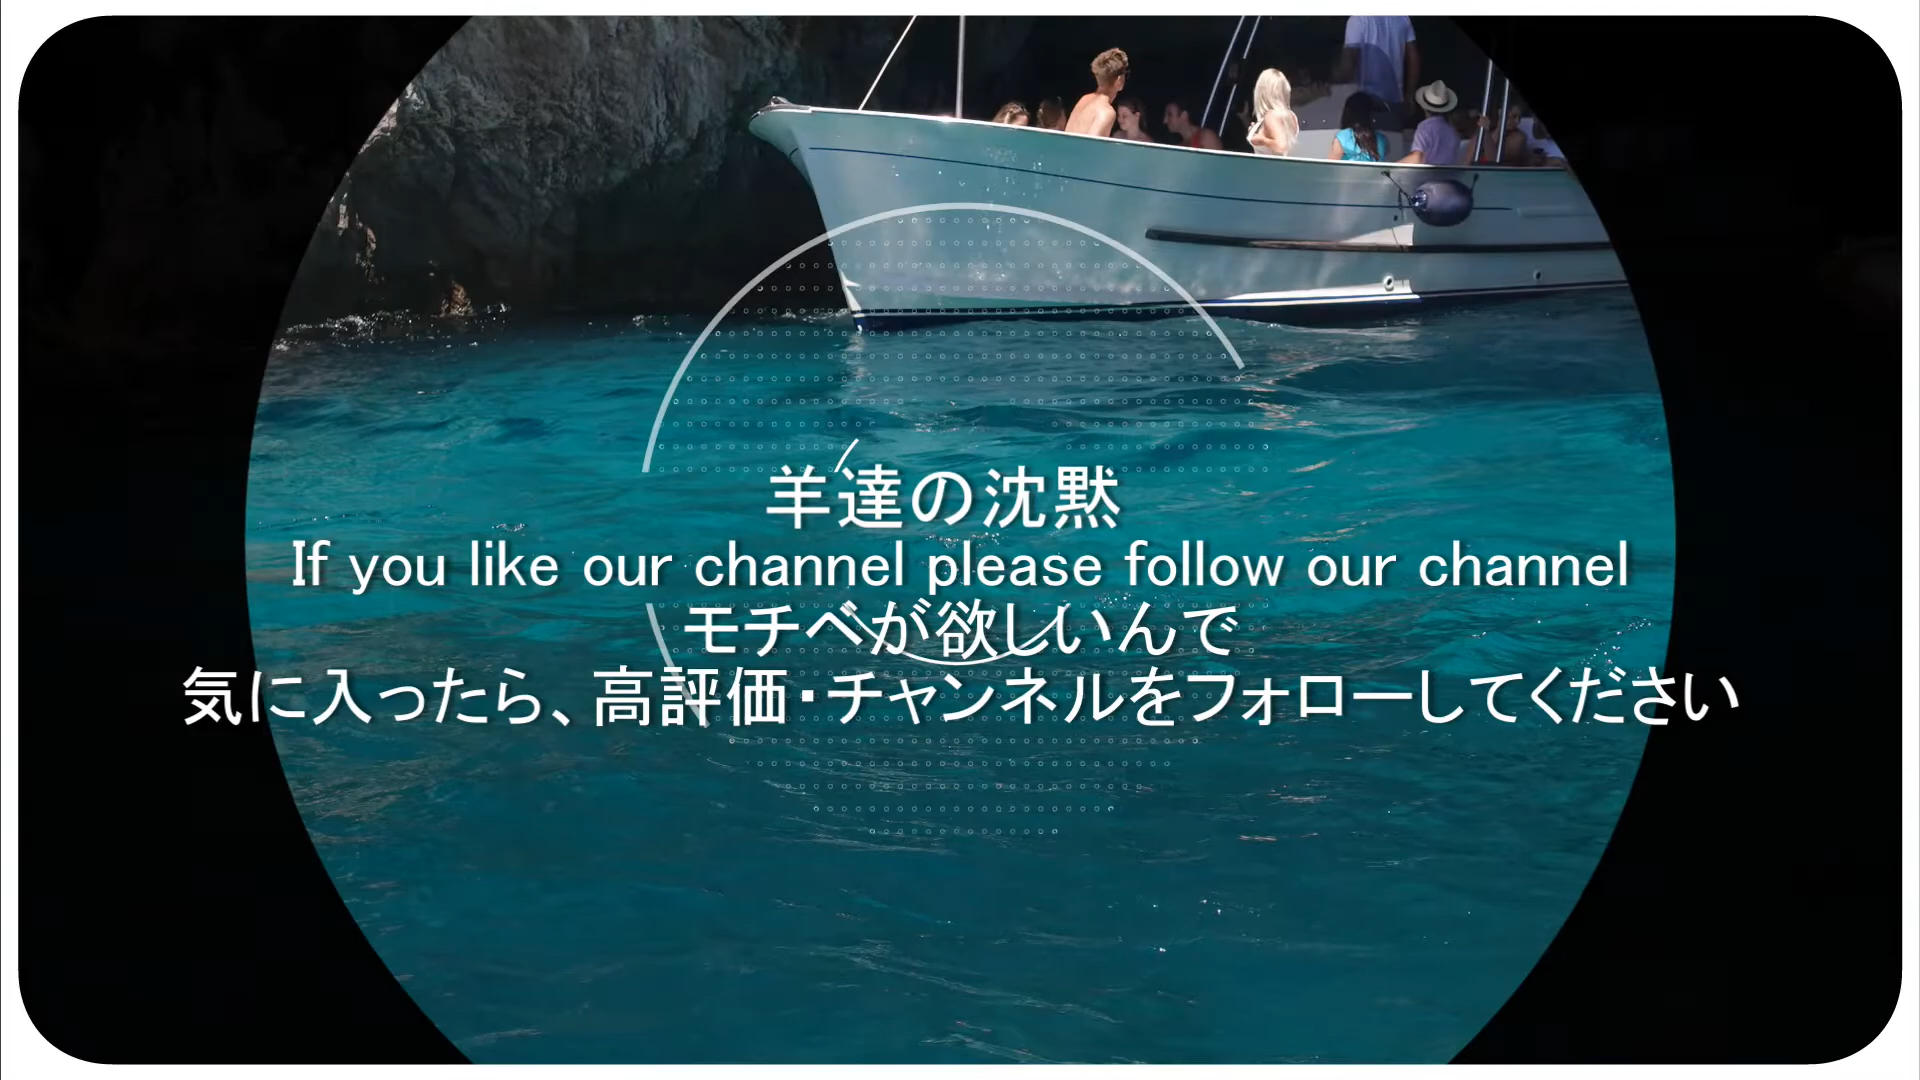 羊達の沈黙
If you like our channel please follow our channel
モチベが欲しいんで
気に入ったら、高評価・チャンネルをフォローしてください